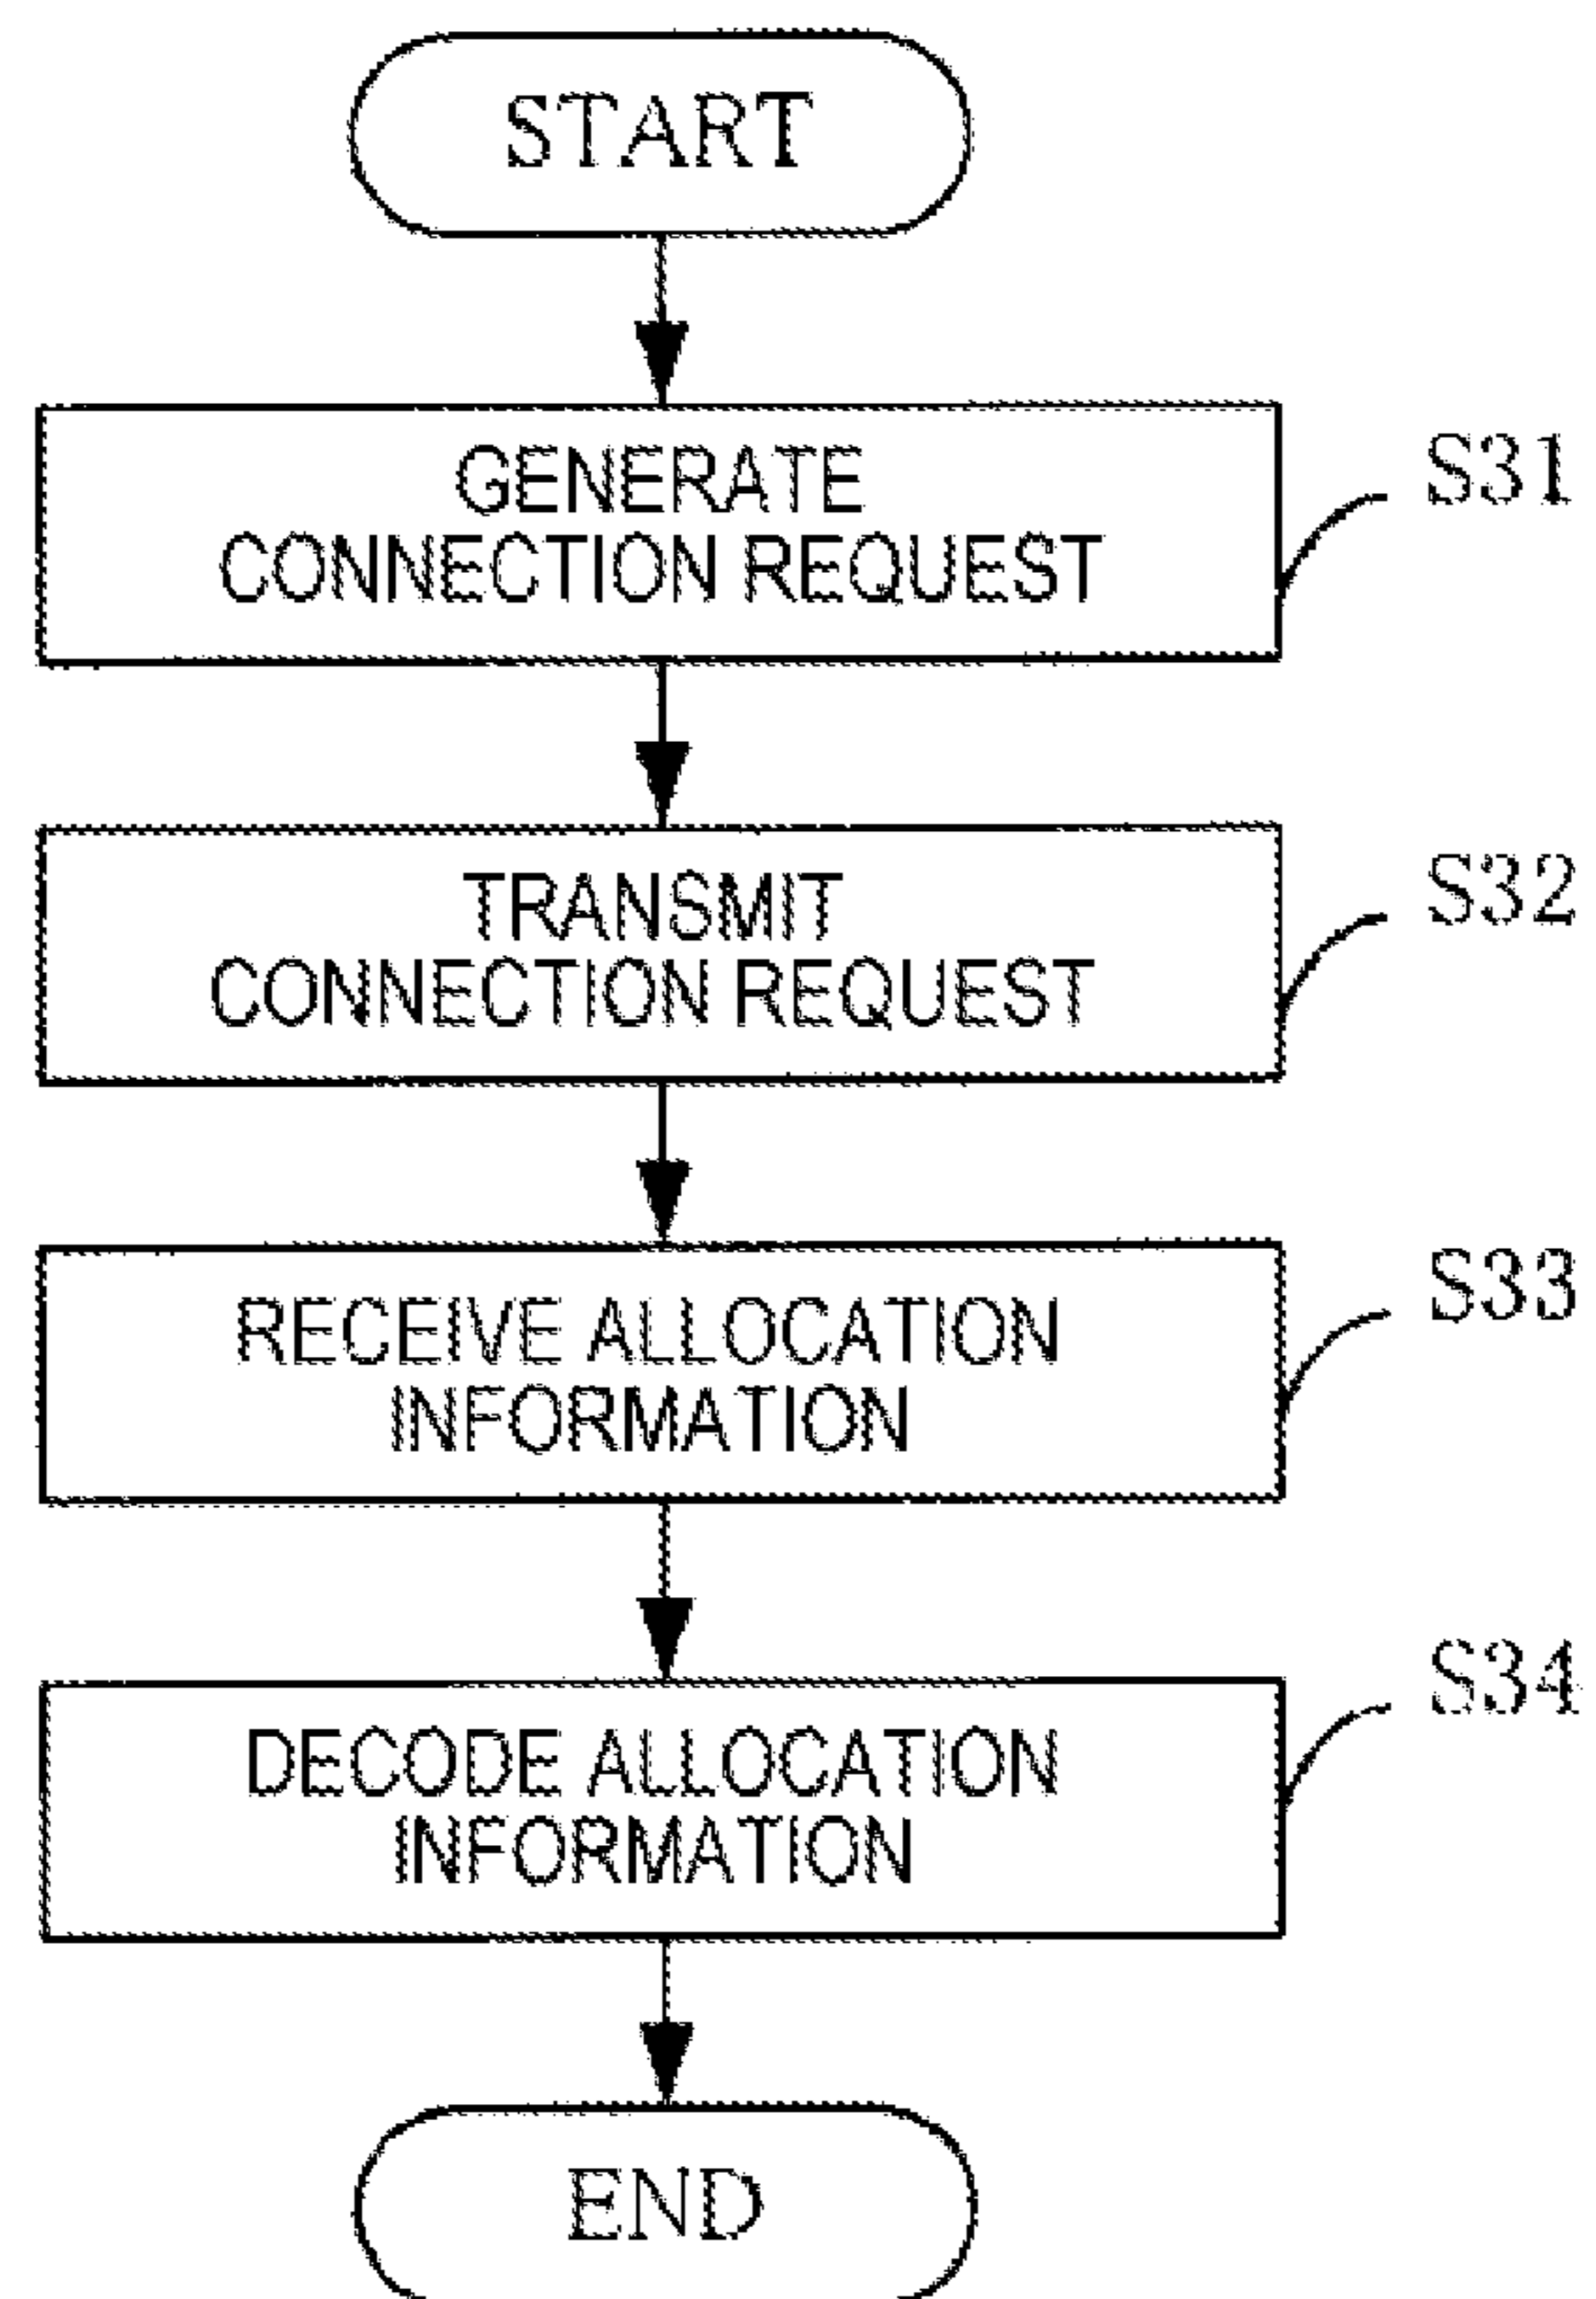 START
GENERATE
CONNECTION REQUEST
S31
TRANSMIT
CONNECTION REQUEST
S32
RECEIVE ALLOCATION
INFORMATION
S33
DECODE ALLOCATION
INFORMATION
S34
END